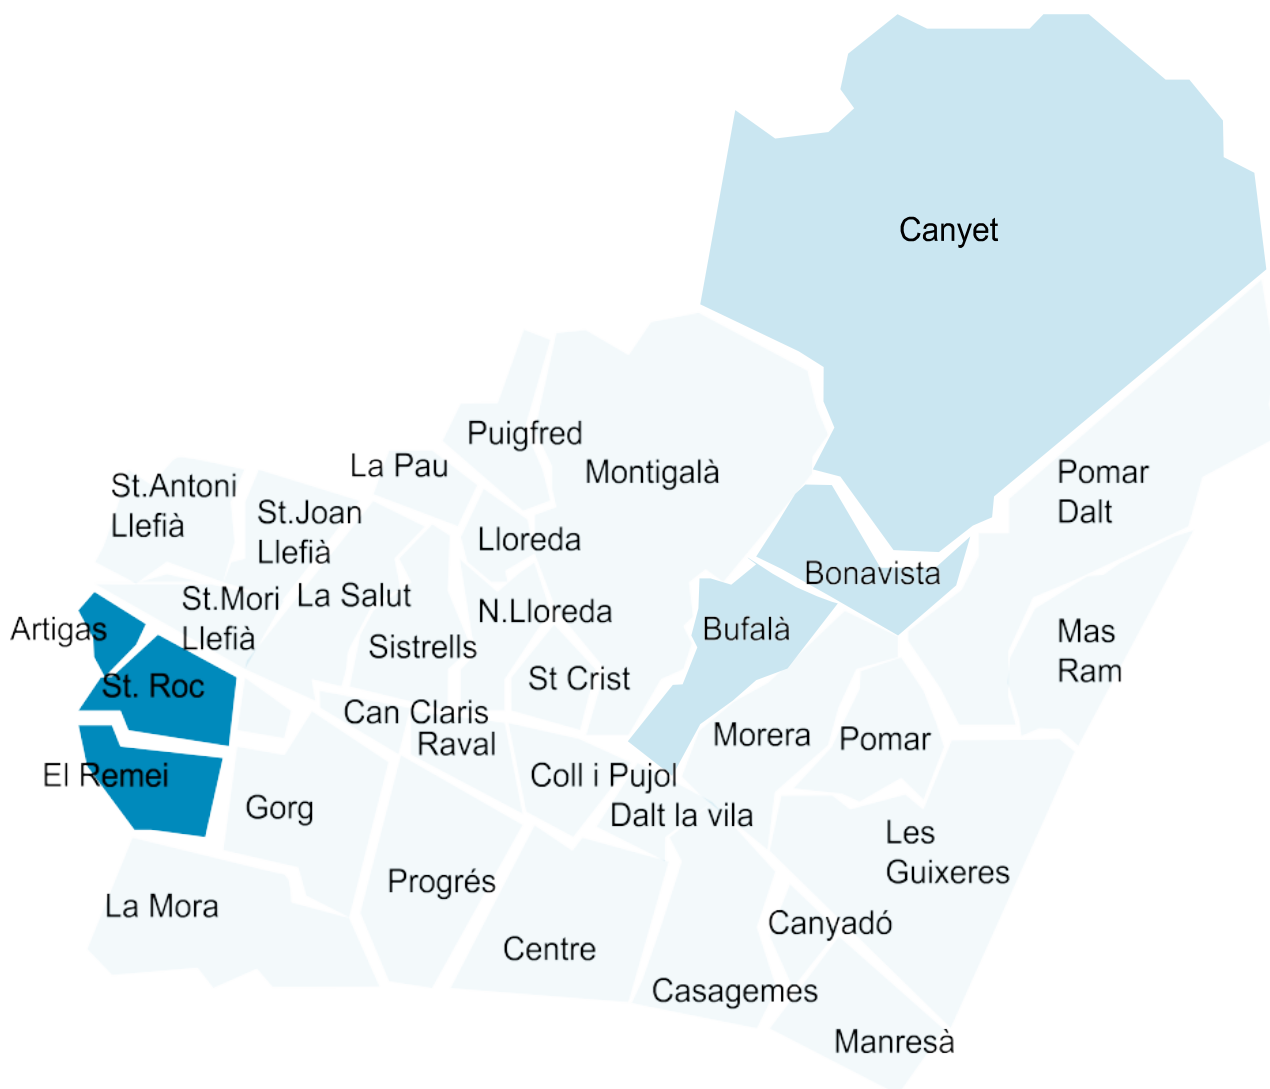 Canyet
Puigfred
La Pau
Montigalà
Pomar
Dalt
St.Antoni
Llefià
St.Joan
Llefià
Lloreda
Bonavista
St.Mori
Llefià
La Salut
N.Lloreda
Bufalà
Artigas
Mas
Ram
Sistrells
St Crist
St. Roc
Can Claris
Raval
Morera
Pomar
El Remei
Coll i Pujol
Gorg
Dalt la vila
Les
Guixeres
Progrés
La Mora
Canyadó
Centre
Casagemes
Manresà